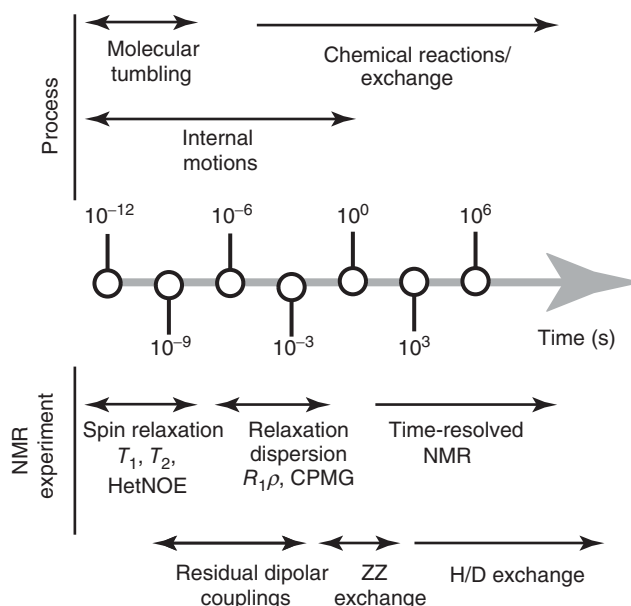 Process
Molecular
tumbling
Chemical reactions/
exchange
Internal
motions
10⁻¹²
10⁻⁶
10⁰
10⁶
10⁻⁹
10⁻³
10³
Time (s)
NMR
experiment
Spin relaxation
T₁, T₂,
HetNOE
Relaxation
dispersion
R₁ρ, CPMG
Time-resolved
NMR
Residual dipolar
couplings
ZZ
exchange
H/D exchange